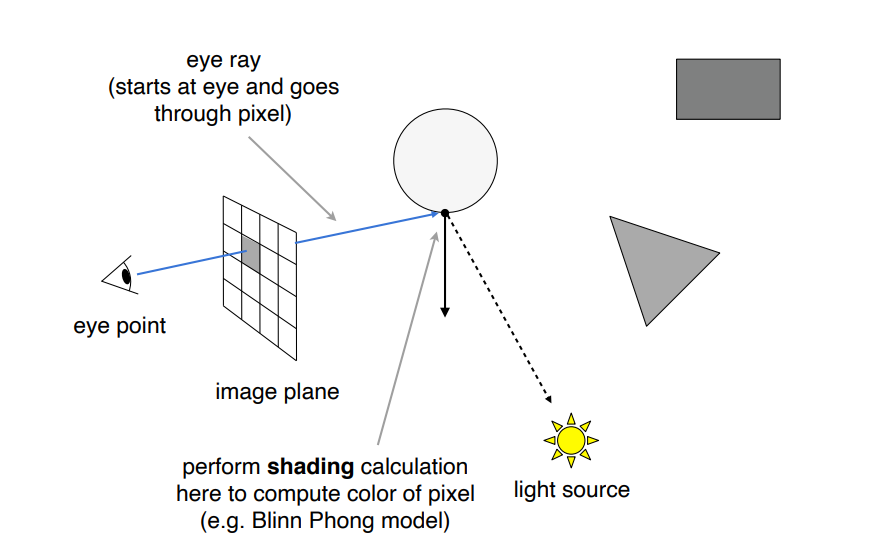 eye ray
(starts at eye and goes
through pixel)
eye point
image plane
perform shading calculation
here to compute color of pixel
(e.g. Blinn Phong model)
light source